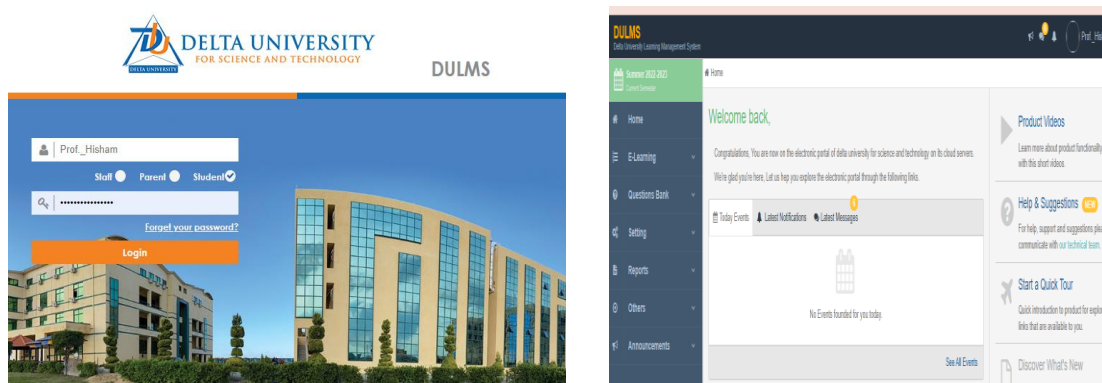 DELTA UNIVERSITY
FOR SCIENCE AND TECHNOLOGY
DELTA UNIVERSITY
DULMS
Prof._Hisham
Staff Parent Student
•••••••••••••••
Forget your password?
Login
DULMS
Delta University Learning Management System
Summer 2022-2023
Current Semester
Home
E-Learning
Questions Bank
Setting
Reports
Others
Announcements
Home
Welcome back,
Congratulations, You are now on the electronic portal of delta university for science and technology on its cloud servers.
We're glad you're here, Let us hep you explore the electronic portal through the following links.
Today Events Latest Notifications Latest Messages
No Events founded for you today.
See All Events
Product Videos
Learn more about product functionality
with this short videos.
Help & Suggestions NEW
For help, support and suggestions plea
communicate with our technical team.
Start a Quick Tour
Quick introduction to product for explor
links that are available to you.
Discover What's New